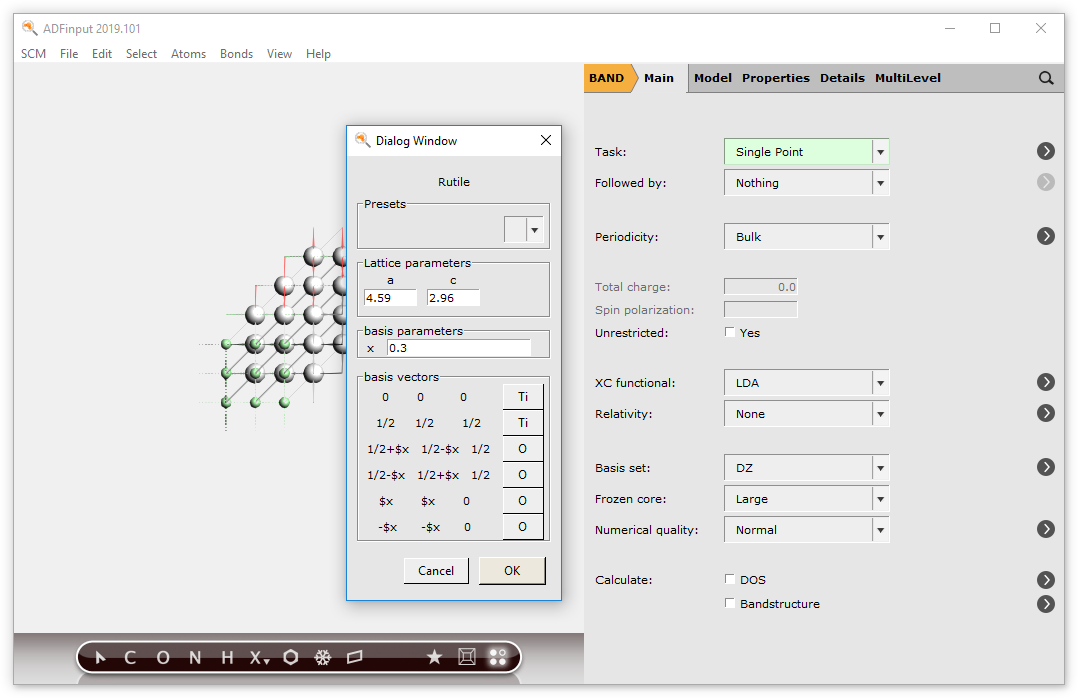 ADFinput 2019.101
SCM File Edit Select Atoms Bonds View Help
BAND Main Model Properties Details MultiLevel
Dialog Window
Rutile
Presets
Lattice parameters
a c
4.59 2.96
basis parameters
x 0.3
basis vectors
0 0 0 Ti
1/2 1/2 1/2 Ti
1/2+$x 1/2-$x 1/2 O
1/2-$x 1/2+$x 1/2 O
$x $x 0 O
-$x -$x 0 O
Cancel OK
Task: Single Point
Followed by: Nothing
Periodicity: Bulk
Total charge: 0.0
Spin polarization:
Unrestricted: Yes
XC functional: LDA
Relativity: None
Basis set: DZ
Frozen core: Large
Numerical quality: Normal
Calculate: DOS
Bandstructure
C O N H X